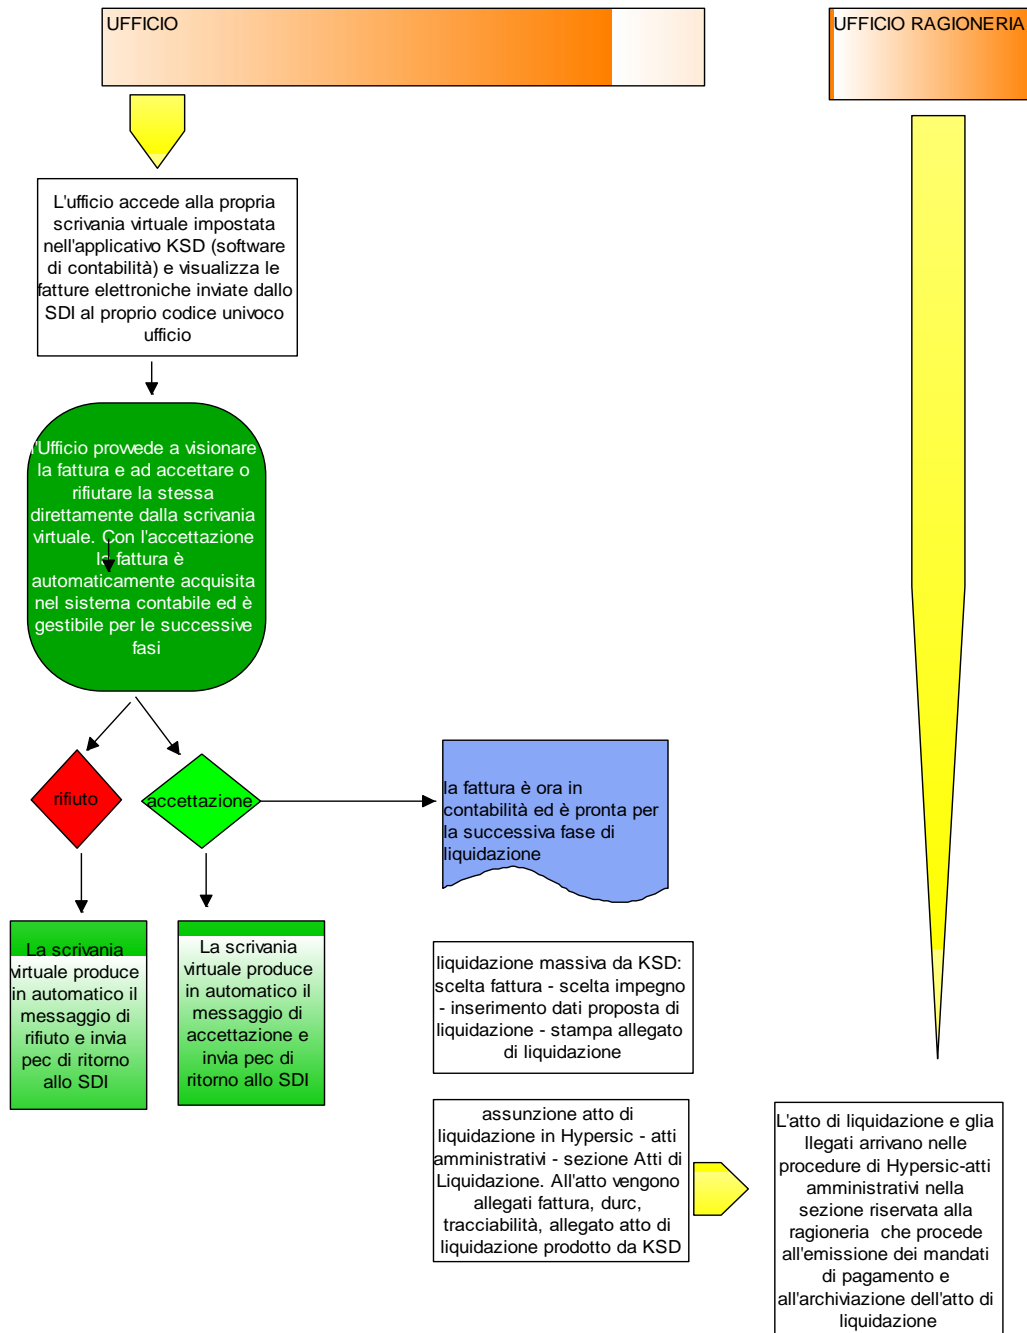 UFFICIO
UFFICIO RAGIONERIA
L'ufficio accede alla propria
scrivania virtuale impostata
nell'applicativo KSD (software
di contabilità) e visualizza le
fatture elettroniche inviate dallo
SDI al proprio codice univoco
ufficio
l'Ufficio provvede a visionare
la fattura e ad accettare o
rifiutare la stessa
direttamente dalla scrivania
virtuale. Con l'accettazione
la fattura è
automaticamente acquisita
nel sistema contabile ed è
gestibile per le successive
fasi
rifiuto
accettazione
la fattura è ora in
contabilità ed è pronta per
la successiva fase di
liquidazione
La scrivania
virtuale produce
in automatico il
messaggio di
rifiuto e invia
pec di ritorno
allo SDI
La scrivania
virtuale produce
in automatico il
messaggio di
accettazione e
invia pec di
ritorno allo SDI
liquidazione massiva da KSD:
scelta fattura - scelta impegno
- inserimento dati proposta di
liquidazione - stampa allegato
di liquidazione
assunzione atto di
liquidazione in Hypersic - atti
amministrativi - sezione Atti di
Liquidazione. All'atto vengono
allegati fattura, durc,
tracciabilità, allegato atto di
liquidazione prodotto da KSD
L'atto di liquidazione e glia
llegati arrivano nelle
procedure di Hypersic-atti
amministrativi nella
sezione riservata alla
ragioneria  che procede
all'emissione dei mandati
di pagamento e
all'archiviazione dell'atto di
liquidazione